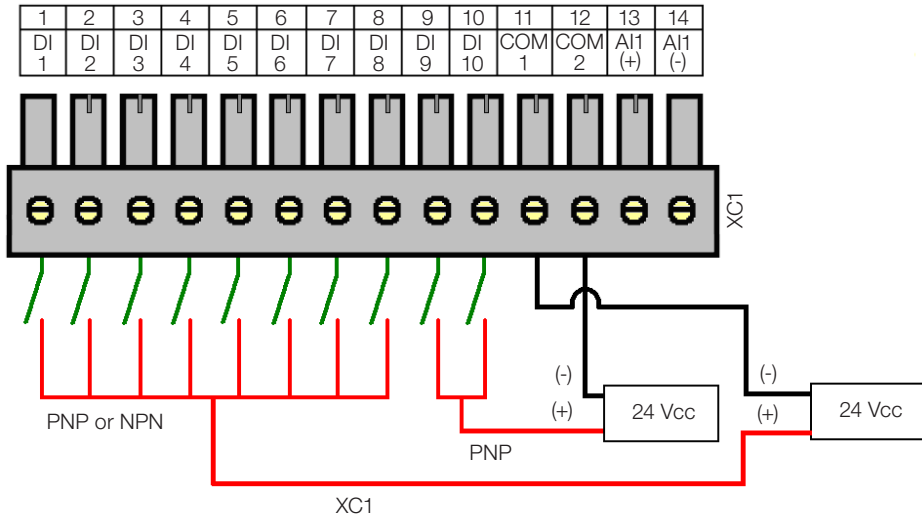 1 2 3 4 5 6 7 8 9 10 11 12 13 14
DI DI DI DI DI DI DI DI DI DI COM COM AI1 AI1
1 2 3 4 5 6 7 8 9 10 1 2 (+) (-)
XC1
(-) (-)
(+) 24 Vcc (+) 24 Vcc
PNP or NPN
PNP
XC1